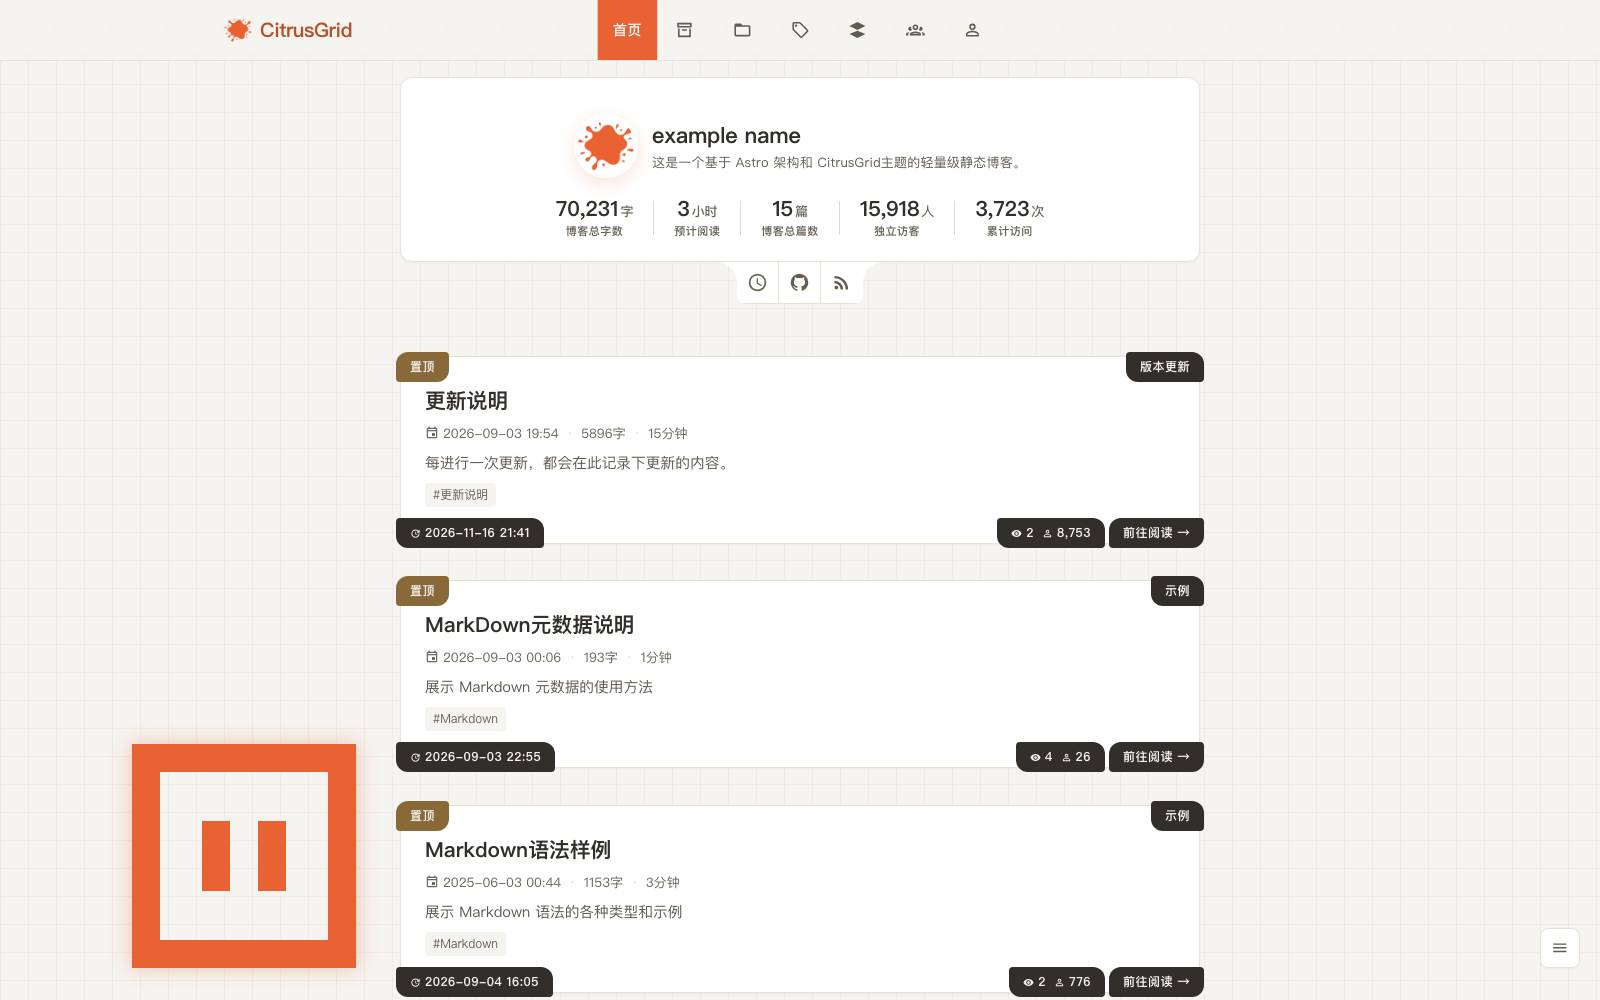 CitrusGrid
首页
example name
这是一个基于 Astro 架构和 CitrusGrid主题的轻量级静态博客。
70,231字 3小时 15篇 15,918人 3,723次
博客总字数 预计阅读 博客总篇数 独立访客 累计访问
置顶 版本更新
更新说明
2026-09-03 19:54 · 5896字 · 15分钟
每进行一次更新，都会在此记录下更新的内容。
#更新说明
2026-11-16 21:41 2 8,753 前往阅读 →
置顶 示例
MarkDown元数据说明
2026-09-03 00:06 · 193字 · 1分钟
展示 Markdown 元数据的使用方法
#Markdown
2026-09-03 22:55 4 26 前往阅读 →
置顶 示例
Markdown语法样例
2025-06-03 00:44 · 1153字 · 3分钟
展示 Markdown 语法的各种类型和示例
#Markdown
2026-09-04 16:05 2 776 前往阅读 →